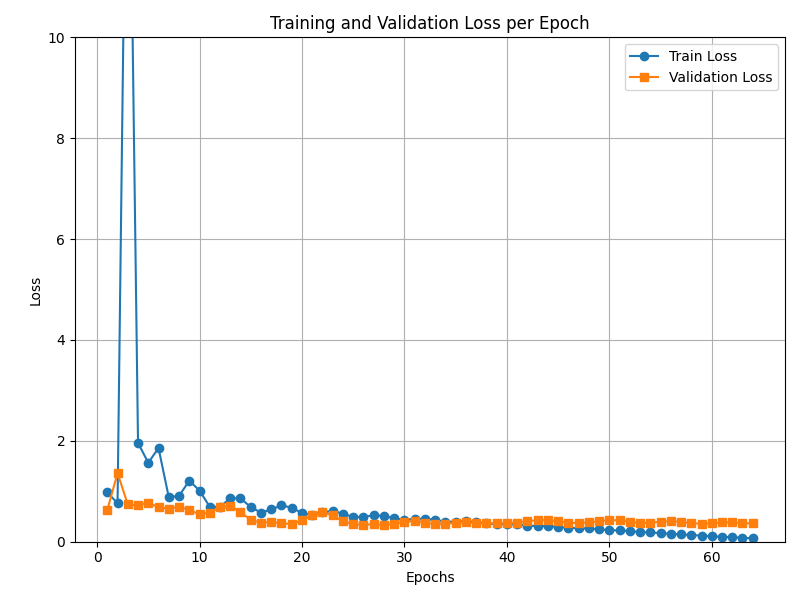 Training and Validation Loss per Epoch
Train Loss
Validation Loss
10
8
6
4
2
0
Loss
0 10 20 30 40 50 60
Epochs